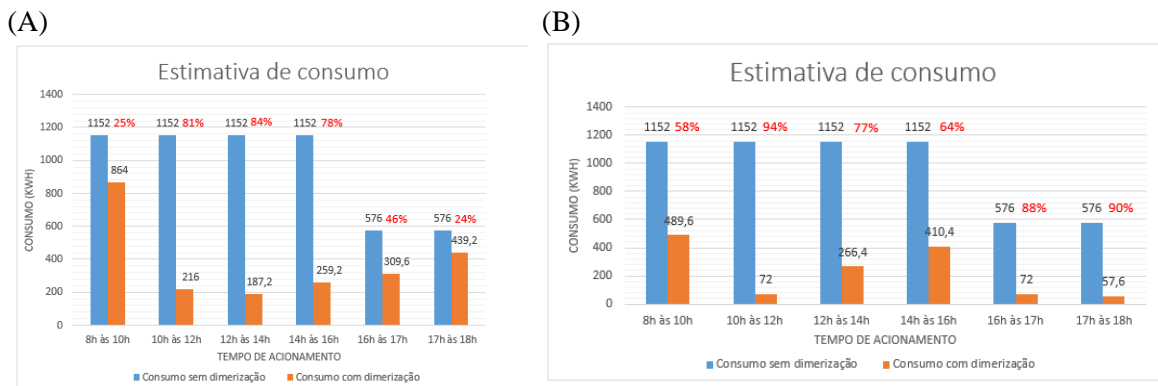 (A)
Estimativa de consumo
1400
1200
1000
800
600
400
200
0
CONSUMO (KWH)
1152 25%
864
1152 81%
216
1152 84%
187,2
1152 78%
259,2
576 46%
309,6
576 24%
439,2
8h às 10h
10h às 12h
12h às 14h
14h às 16h
16h às 17h
17h às 18h
TEMPO DE ACIONAMENTO
Consumo sem dimerização
Consumo com dimerização
(B)
Estimativa de consumo
1400
1200
1000
800
600
400
200
0
CONSUMO (KWH)
1152 58%
489,6
1152 94%
72
1152 77%
266,4
1152 64%
410,4
576 88%
72
576 90%
57,6
8h às 10h
10h às 12h
12h às 14h
14h às 16h
16h às 17h
17h às 18h
TEMPO DE ACIONAMENTO
Consumo sem dimerização
Consumo com dimerização